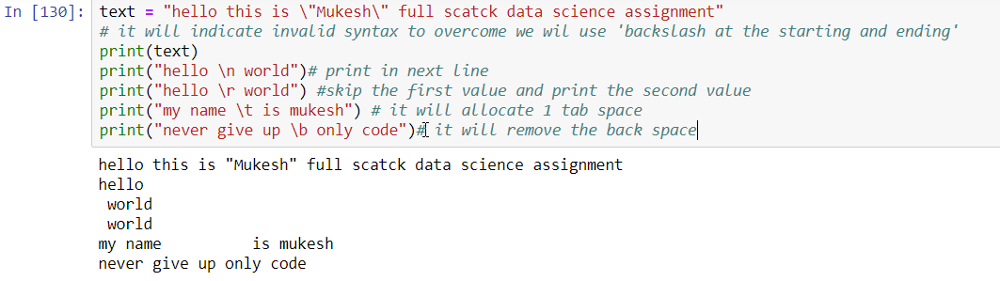 In [130]: text = "hello this is \"Mukesh\" full scatck data science assignment"
# it will indicate invalid syntax to overcome we wil use 'backslash at the starting and ending'
print(text)
print("hello \n world")# print in next line
print("hello \r world") #skip the first value and print the second value
print("my name \t is mukesh") # it will allocate 1 tab space
print("never give up \b only code")# it will remove the back space
hello this is "Mukesh" full scatck data science assignment
hello
 world
 world
my name 	 is mukesh
never give up only code